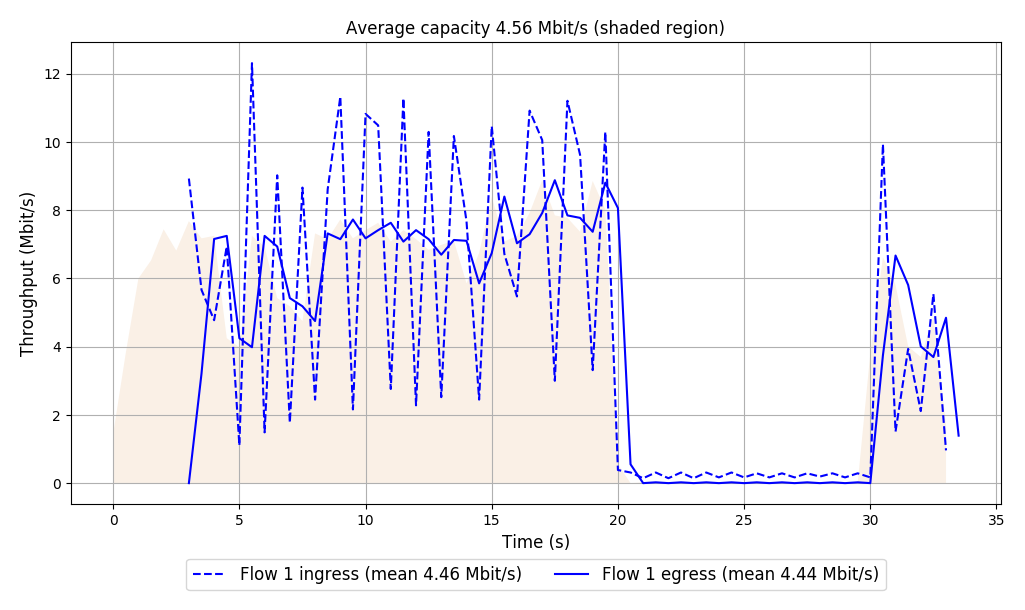 Average capacity 4.56 Mbit/s (shaded region)
Throughput (Mbit/s)
12
10
8
6
4
2
0
0 5 10 15 20 25 30 35
Time (s)
Flow 1 ingress (mean 4.46 Mbit/s) Flow 1 egress (mean 4.44 Mbit/s)